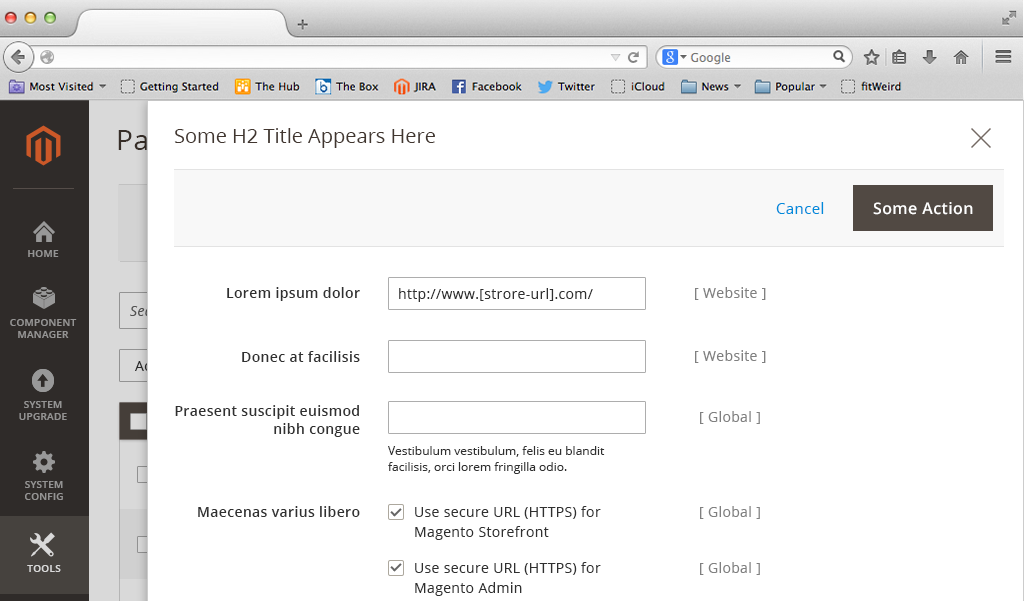 Google
Most Visited
Getting Started
The Hub
The Box
JIRA
Facebook
Twitter
iCloud
News
Popular
fitWeird
Pa
Some H2 Title Appears Here
Cancel
Some Action
HOME
COMPONENT
MANAGER
SYSTEM
UPGRADE
SYSTEM
CONFIG
TOOLS
Lorem ipsum dolor
http://www.[strore-url].com/
[ Website ]
Donec at facilisis
[ Website ]
Praesent suscipit euismod
nibh congue
[ Global ]
Vestibulum vestibulum, felis eu blandit
facilisis, orci lorem fringilla odio.
Maecenas varius libero
Use secure URL (HTTPS) for
Magento Storefront
[ Global ]
Use secure URL (HTTPS) for
Magento Admin
[ Global ]